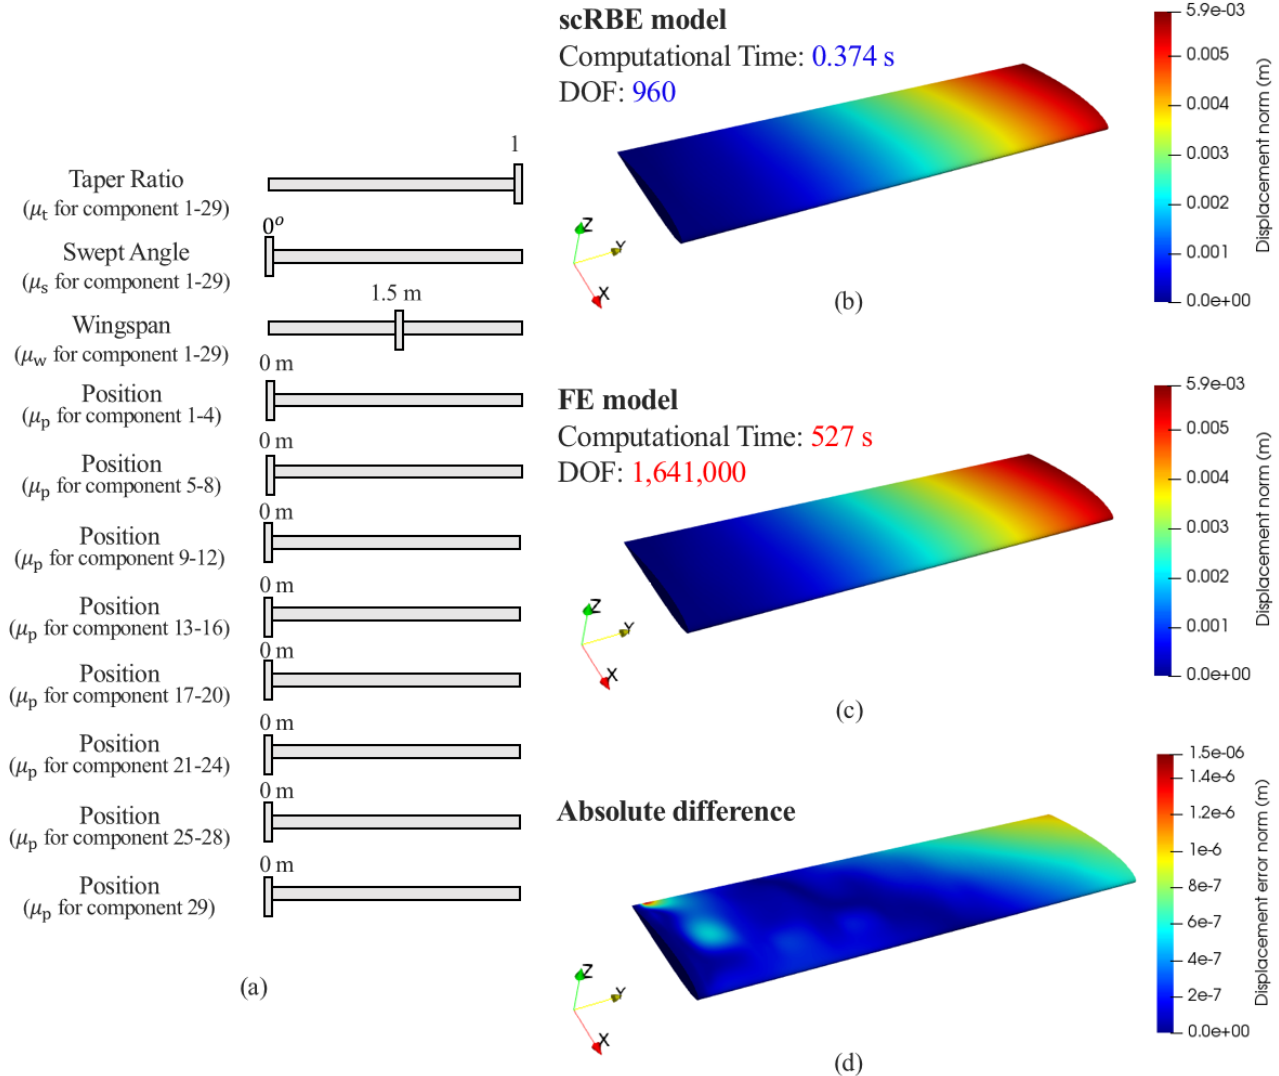 1
Taper Ratio
(μt for component 1-29)
0o
Swept Angle
(μs for component 1-29)
1.5 m
Wingspan
(μw for component 1-29)
0 m
Position
(μp for component 1-4)
0 m
Position
(μp for component 5-8)
0 m
Position
(μp for component 9-12)
0 m
Position
(μp for component 13-16)
0 m
Position
(μp for component 17-20)
0 m
Position
(μp for component 21-24)
0 m
Position
(μp for component 25-28)
0 m
Position
(μp for component 29)
(a)
scRBE model
Computational Time: 0.374 s
DOF: 960
Z
Y
X
5.9e-03
0.005
0.004
0.003
0.002
0.001
0.0e+00
Displacement norm (m)
(b)
FE model
Computational Time: 527 s
DOF: 1,641,000
Z
Y
X
5.9e-03
0.005
0.004
0.003
0.002
0.001
0.0e+00
Displacement norm (m)
(c)
Absolute difference
Z
Y
X
1.5e-06
1.4e-6
1.2e-6
1e-6
8e-7
6e-7
4e-7
2e-7
0.0e+00
Displacement error norm (m)
(d)